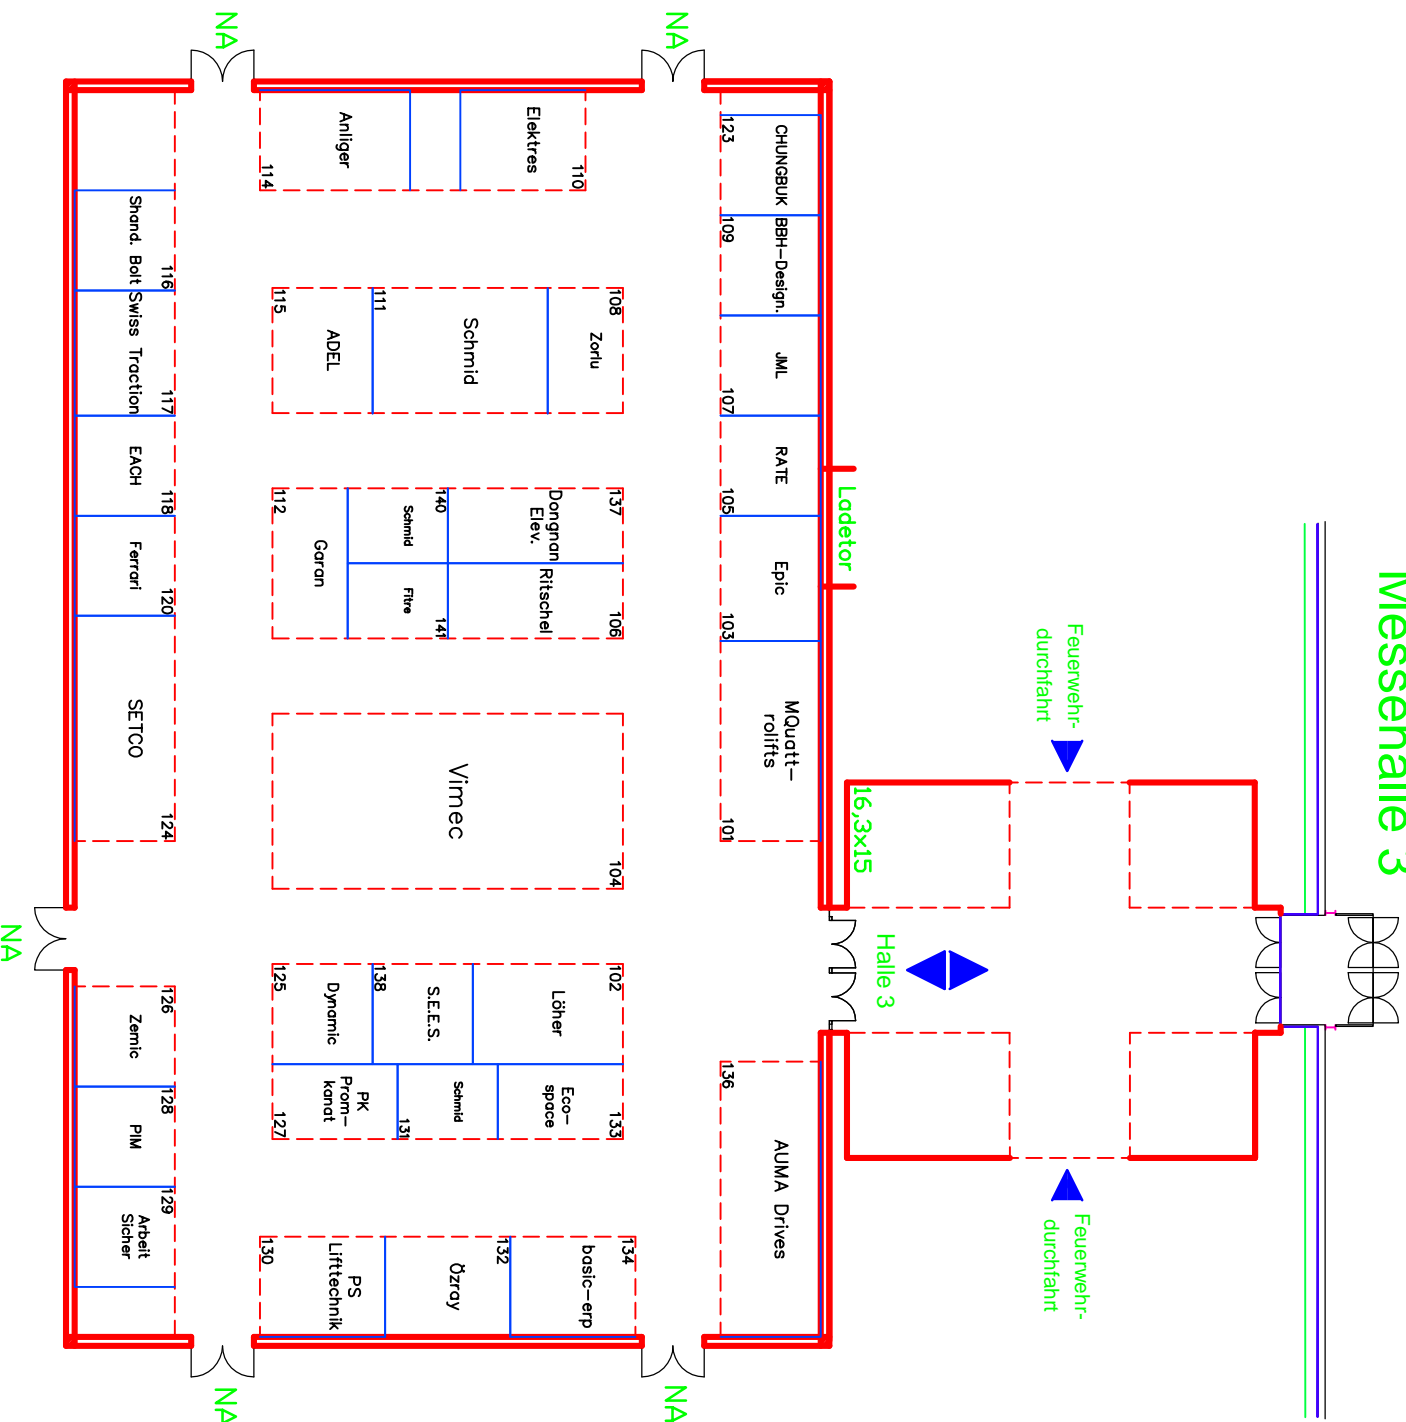 Messehalle 3
Feuerwehr-
durchfahrt
Feuerwehr-
durchfahrt
16,3x15
Halle 3
Ladetor
NA
NA
NA
NA
NA
123
CHUNGBUK
109
BBH-Design.
JML
107
RATE
105
Epic
103
MQuatt-
rolifts
101
136
AUMA Drives
Elektres
110
Anliger
114
108
Zorlu
111
Schmid
115
ADEL
137
Dongnan
Elev.
Ritschel
106
140
Schmid
Fitre
141
112
Garan
Vimec
104
102
Löher
138
S.E.E.S.
125
Dynamic
Eco-
space
133
Schmid
131
PK
Prom-
kanat
127
134
basic-erp
132
Özray
130
PS
Lifttechnik
Shand. Bolt
116
Swiss Traction
117
EACH
118
Ferrari
120
SETCO
124
126
Zemic
128
PIM
129
Arbeit
Sicher